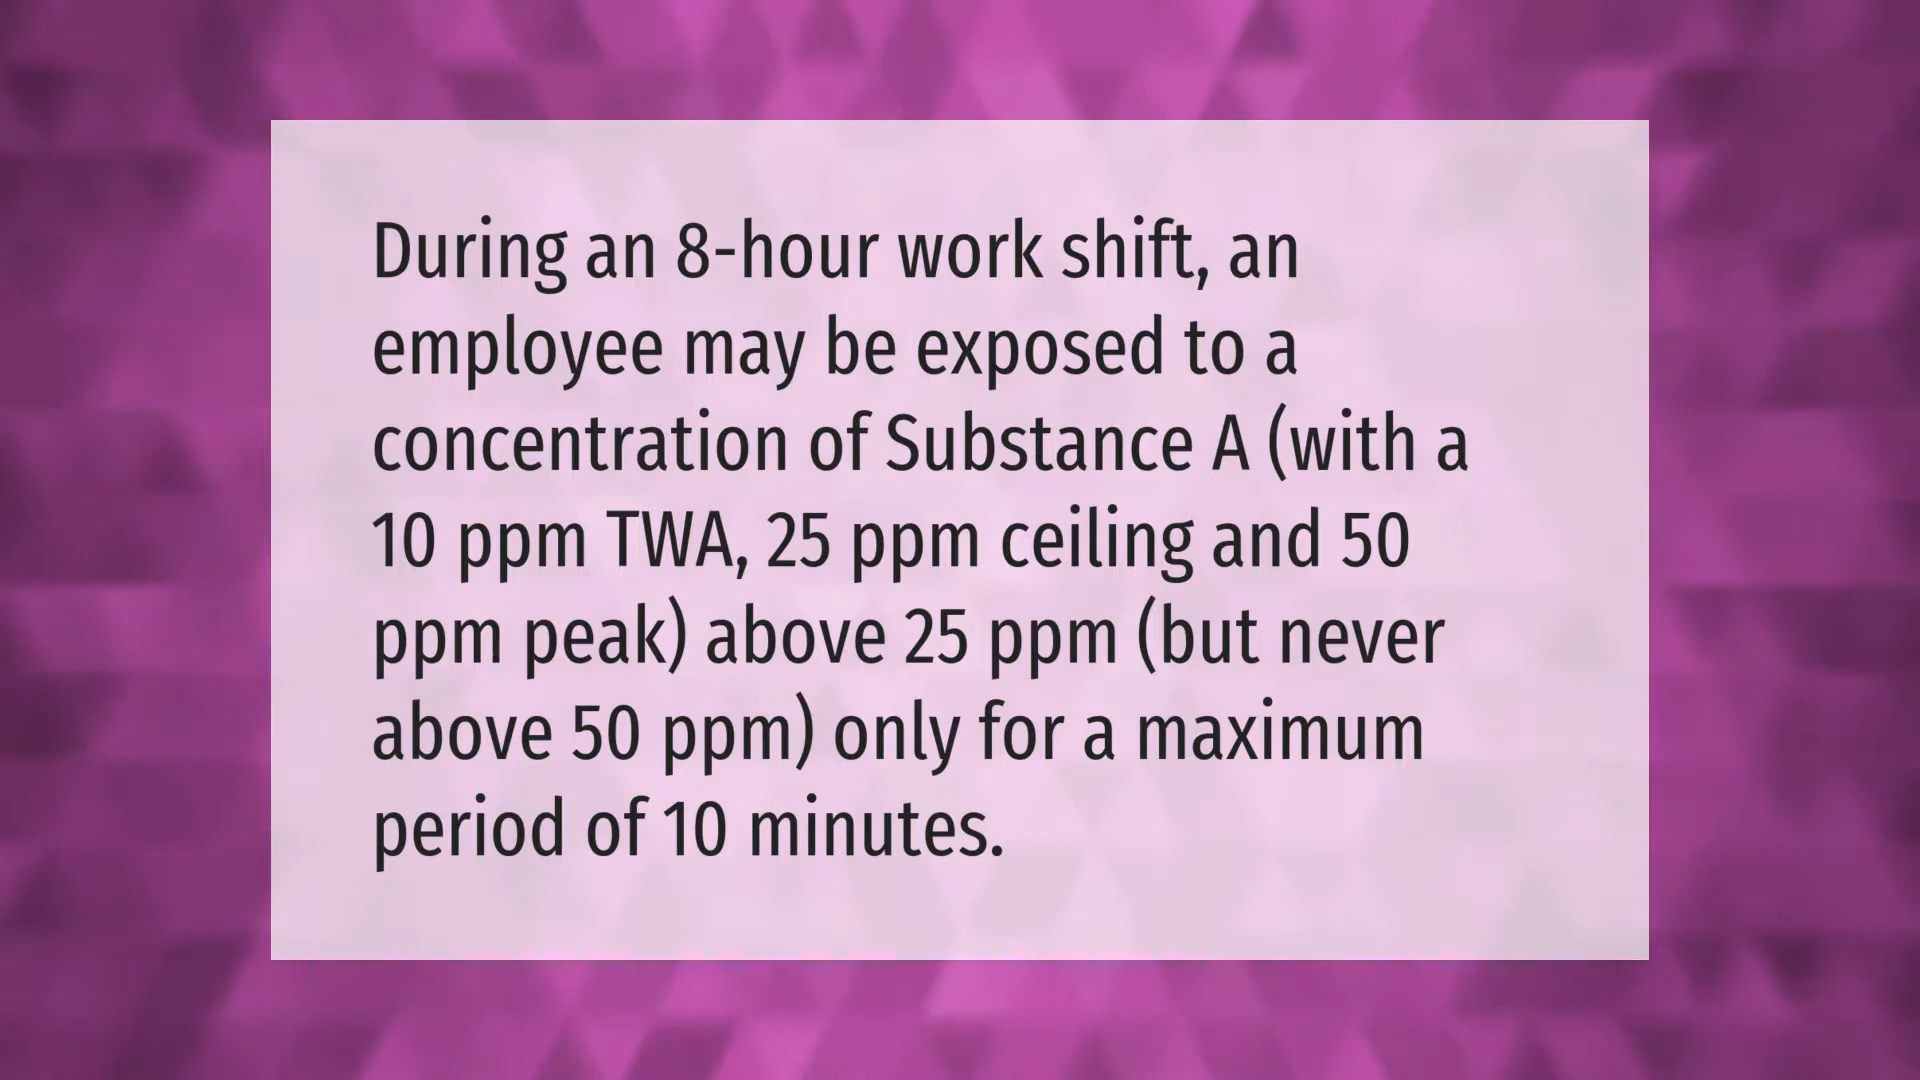 During an 8-hour work shift, an
employee may be exposed to a
concentration of Substance A (with a
10 ppm TWA, 25 ppm ceiling and 50
ppm peak) above 25 ppm (but never
above 50 ppm) only for a maximum
period of 10 minutes.